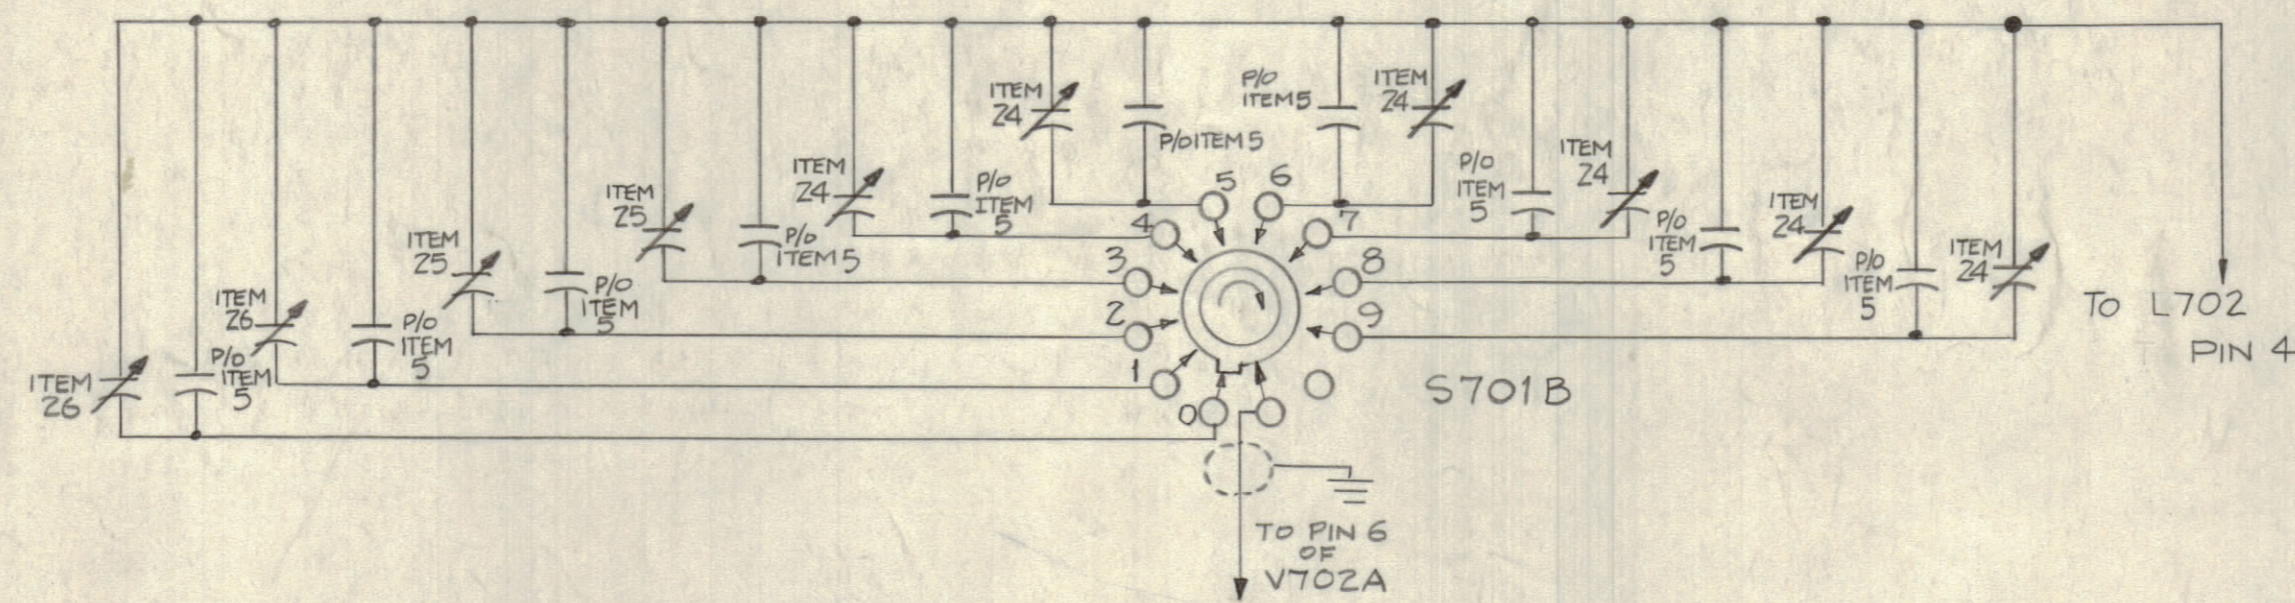 ITEM
26
P/O
ITEM
5
ITEM
26
P/O
ITEM
5
ITEM
25
P/O
ITEM
5
ITEM
25
P/O
ITEM 5
ITEM
24
P/O
ITEM
5
ITEM
24
P/O ITEM 5
P/O
ITEM 5
ITEM
24
P/O
ITEM
5
ITEM
24
P/O
ITEM
5
ITEM
24
P/O
ITEM
5
ITEM
24
0
1
2
3
4
5
6
7
8
9
S701B
TO PIN 6
OF
V702A
TO L702
PIN 4